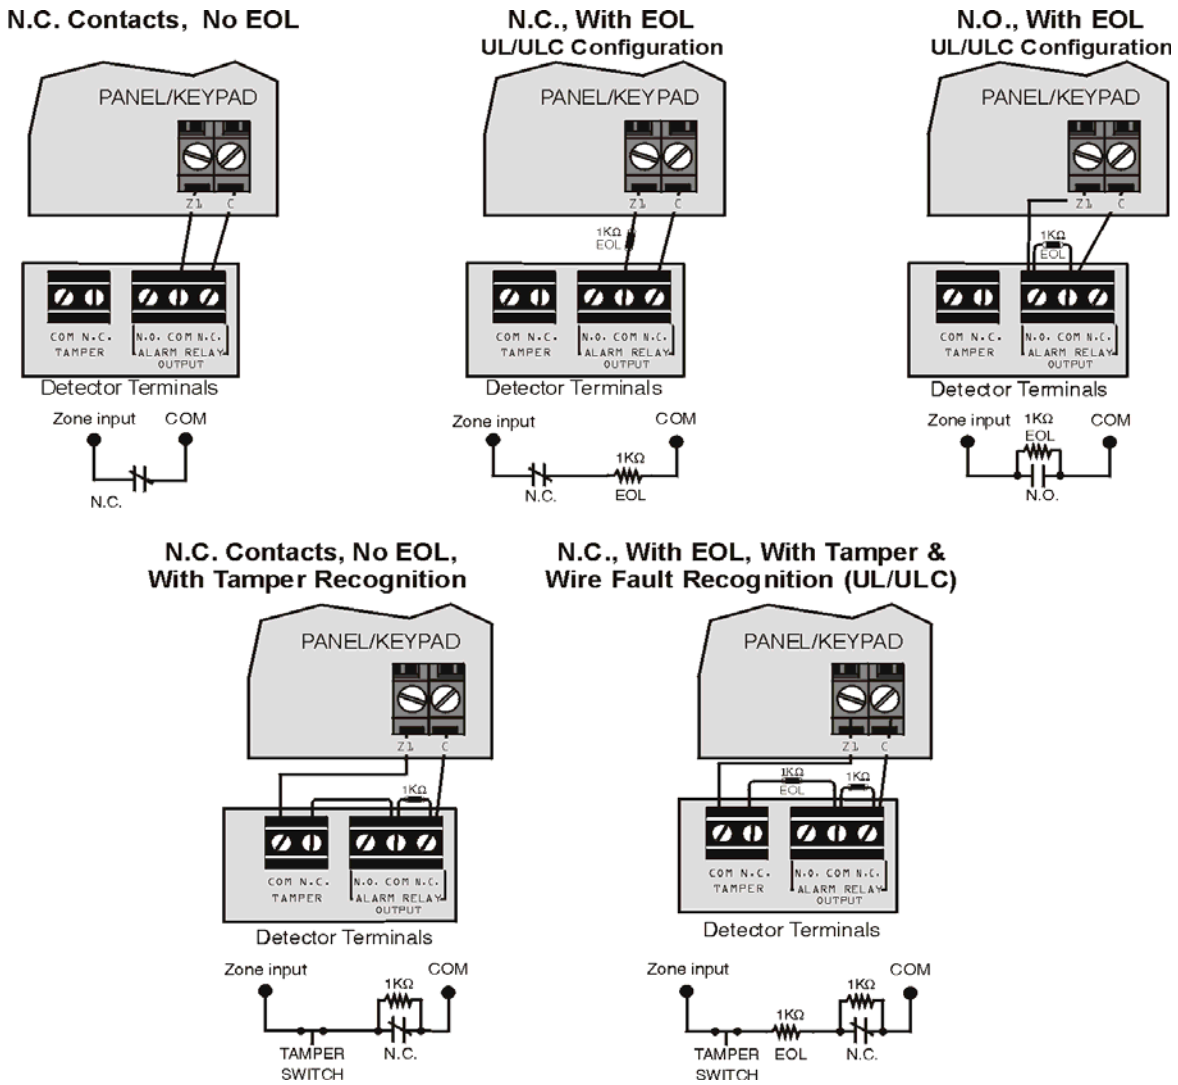 N.C. Contacts, No EOL
PANEL/KEYPAD
Z1 C
COM N.C.
TAMPER
N.O. COM N.C.
ALARM RELAY
OUTPUT
Detector Terminals
Zone input COM
N.C.
N.C., With EOL
UL/ULC Configuration
PANEL/KEYPAD
Z1 C
1KΩ
EOL
COM N.C.
TAMPER
N.O. COM N.C.
ALARM RELAY
OUTPUT
Detector Terminals
Zone input COM
1KΩ
N.C. EOL
N.O., With EOL
UL/ULC Configuration
PANEL/KEYPAD
Z1 C
1KΩ
EOL
COM N.C.
TAMPER
N.O. COM N.C.
ALARM RELAY
OUTPUT
Detector Terminals
Zone input 1KΩ COM
EOL
N.O.
N.C. Contacts, No EOL,
With Tamper Recognition
PANEL/KEYPAD
Z1 C
1KΩ
COM N.C.
TAMPER
N.O. COM N.C.
ALARM RELAY
OUTPUT
Detector Terminals
Zone input COM
1KΩ
TAMPER N.C.
SWITCH
N.C., With EOL, With Tamper &
Wire Fault Recognition (UL/ULC)
PANEL/KEYPAD
Z1 C
1KΩ 1KΩ
EOL
COM N.C.
TAMPER
N.O. COM N.C.
ALARM RELAY
OUTPUT
Detector Terminals
Zone input COM
1KΩ
1KΩ
TAMPER EOL N.C.
SWITCH